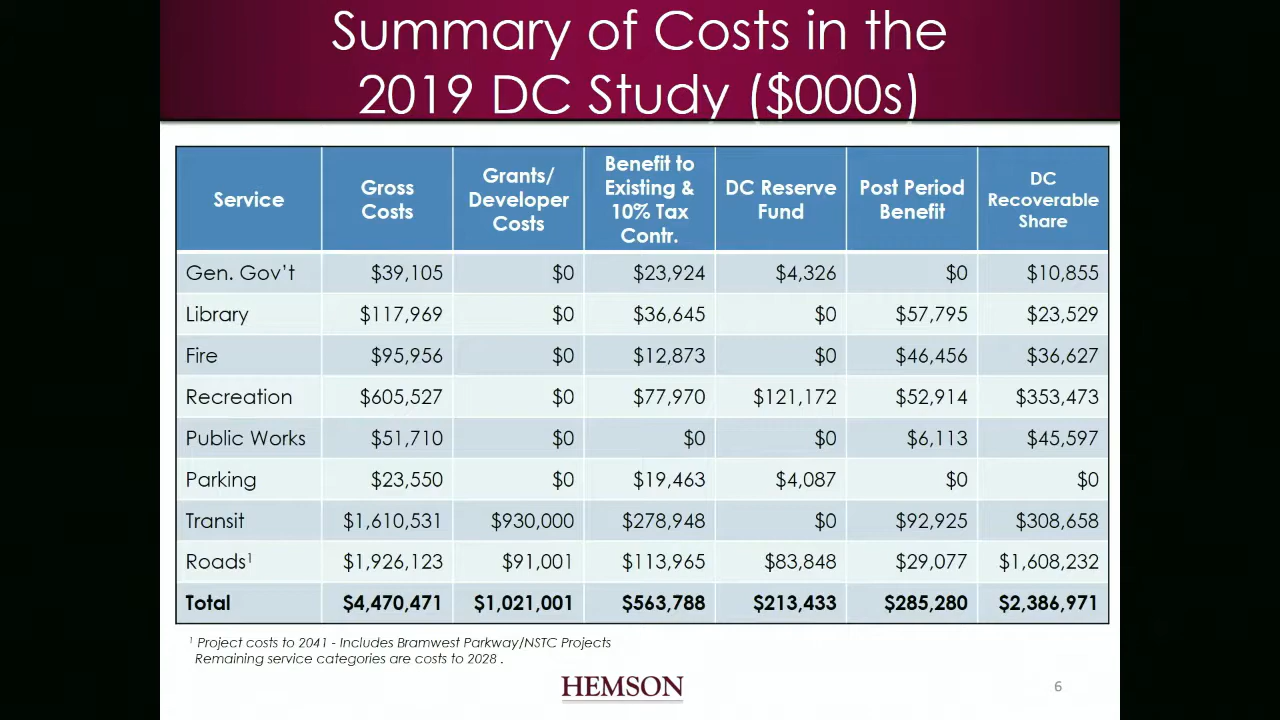 Summary of Costs in the
2019 DC Study ($000s)
Service
Gross
Costs
Grants/
Developer
Costs
Benefit to
Existing &
10% Tax
Contr.
DC Reserve
Fund
Post Period
Benefit
DC
Recoverable
Share
Gen. Gov't $39,105 $0 $23,924 $4,326 $0 $10,855
Library $117,969 $0 $36,645 $0 $57,795 $23,529
Fire $95,956 $0 $12,873 $0 $46,456 $36,627
Recreation $605,527 $0 $77,970 $121,172 $52,914 $353,473
Public Works $51,710 $0 $0 $0 $6,113 $45,597
Parking $23,550 $0 $19,463 $4,087 $0 $0
Transit $1,610,531 $930,000 $278,948 $0 $92,925 $308,658
Roads¹ $1,926,123 $91,001 $113,965 $83,848 $29,077 $1,608,232
Total $4,470,471 $1,021,001 $563,788 $213,433 $285,280 $2,386,971
¹ Project costs to 2041 - Includes Bramwest Parkway/NSTC Projects
Remaining service categories are costs to 2028 .
HEMSON
6